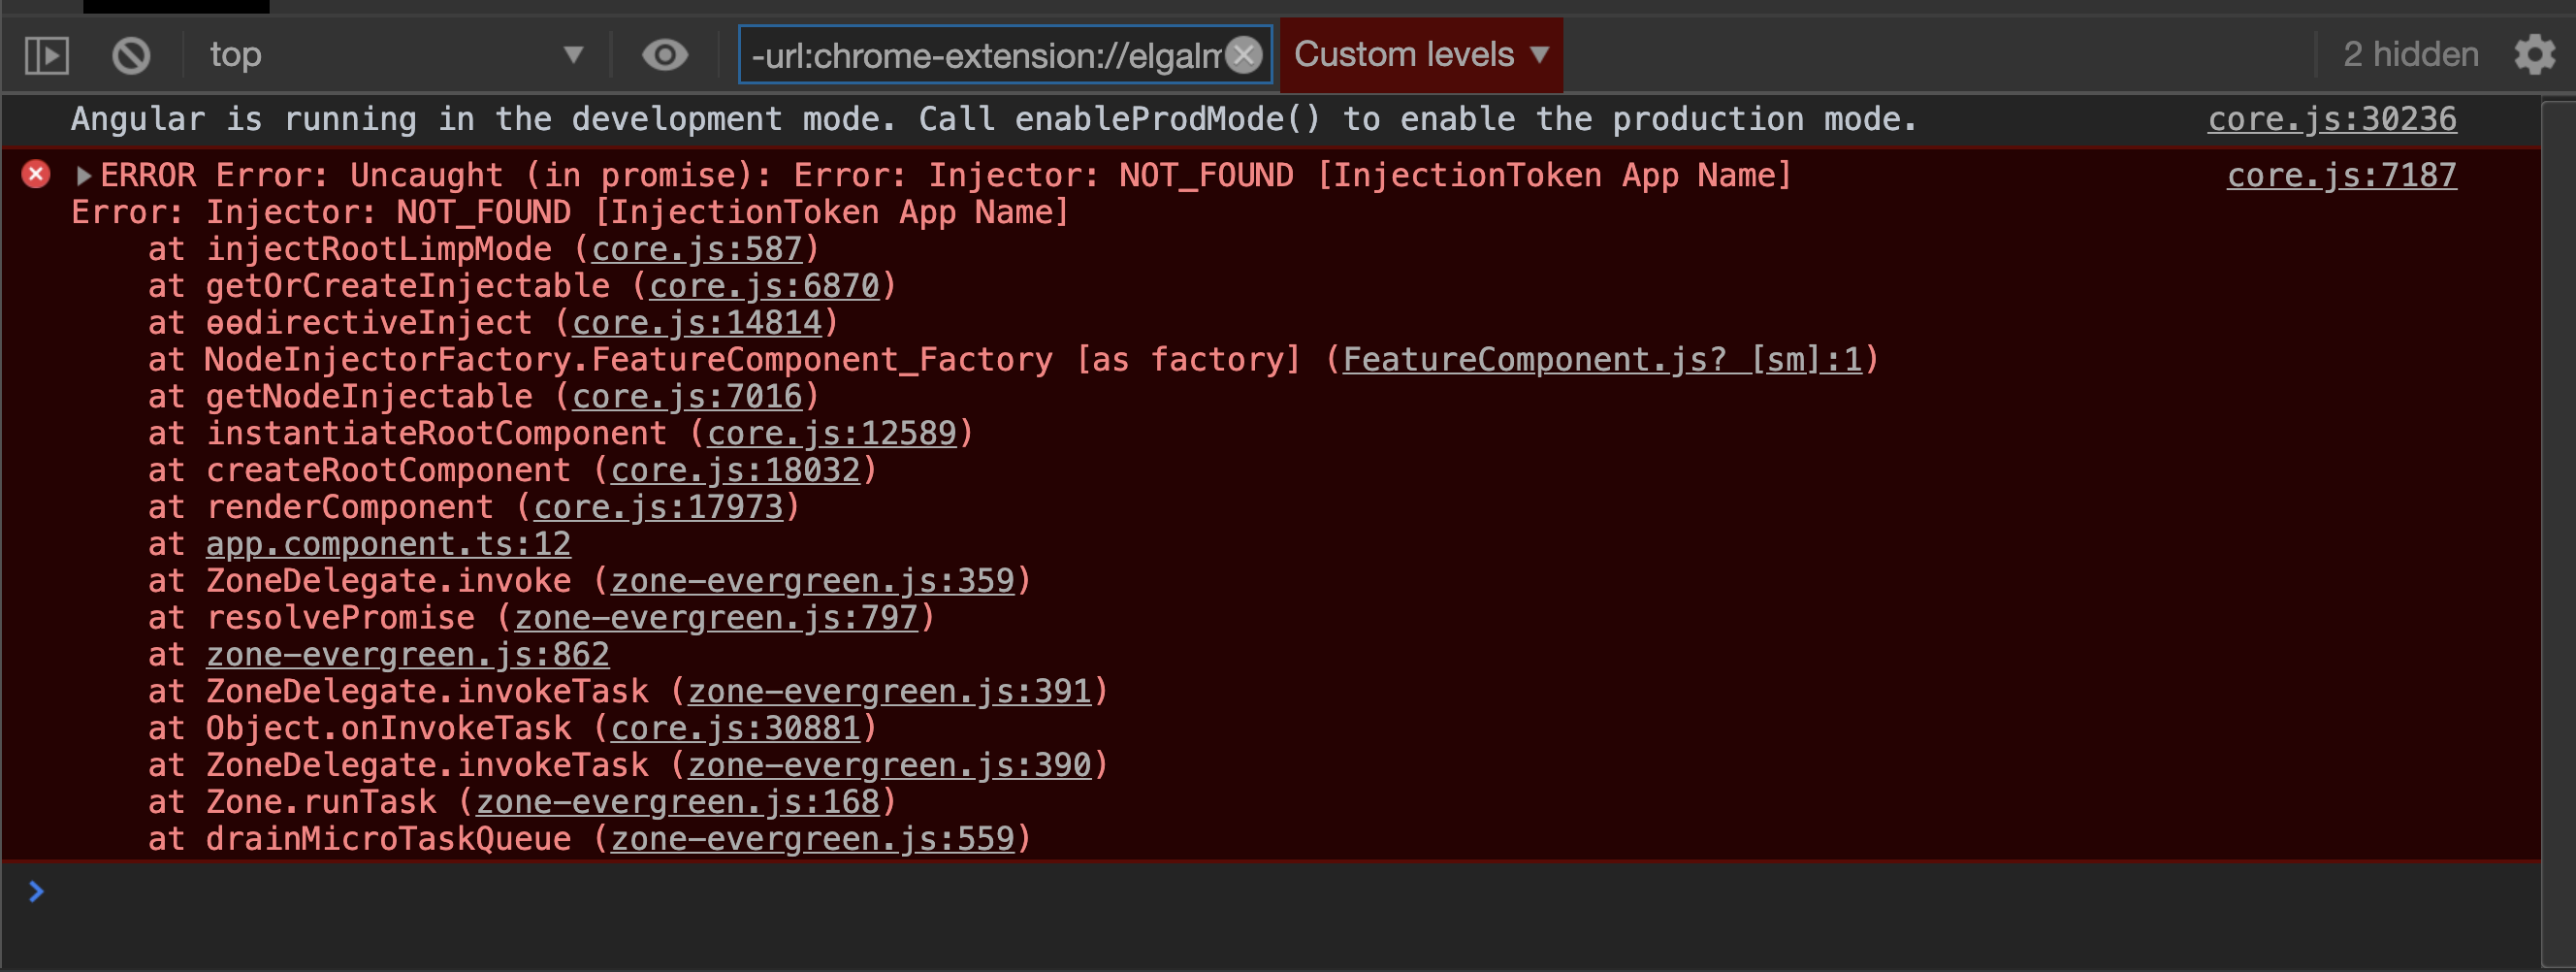 top
-url:chrome-extension://elgalm
Custom levels
2 hidden
Angular is running in the development mode. Call enableProdMode() to enable the production mode. core.js:30236
ERROR Error: Uncaught (in promise): Error: Injector: NOT_FOUND [InjectionToken App Name] core.js:7187
Error: Injector: NOT_FOUND [InjectionToken App Name]
at injectRootLimpMode (core.js:587)
at getOrCreateInjectable (core.js:6870)
at ɵɵdirectiveInject (core.js:14814)
at NodeInjectorFactory.FeatureComponent_Factory [as factory] (FeatureComponent.js? [sm]:1)
at getNodeInjectable (core.js:7016)
at instantiateRootComponent (core.js:12589)
at createRootComponent (core.js:18032)
at renderComponent (core.js:17973)
at app.component.ts:12
at ZoneDelegate.invoke (zone-evergreen.js:359)
at resolvePromise (zone-evergreen.js:797)
at zone-evergreen.js:862
at ZoneDelegate.invokeTask (zone-evergreen.js:391)
at Object.onInvokeTask (core.js:30881)
at ZoneDelegate.invokeTask (zone-evergreen.js:390)
at Zone.runTask (zone-evergreen.js:168)
at drainMicroTaskQueue (zone-evergreen.js:559)